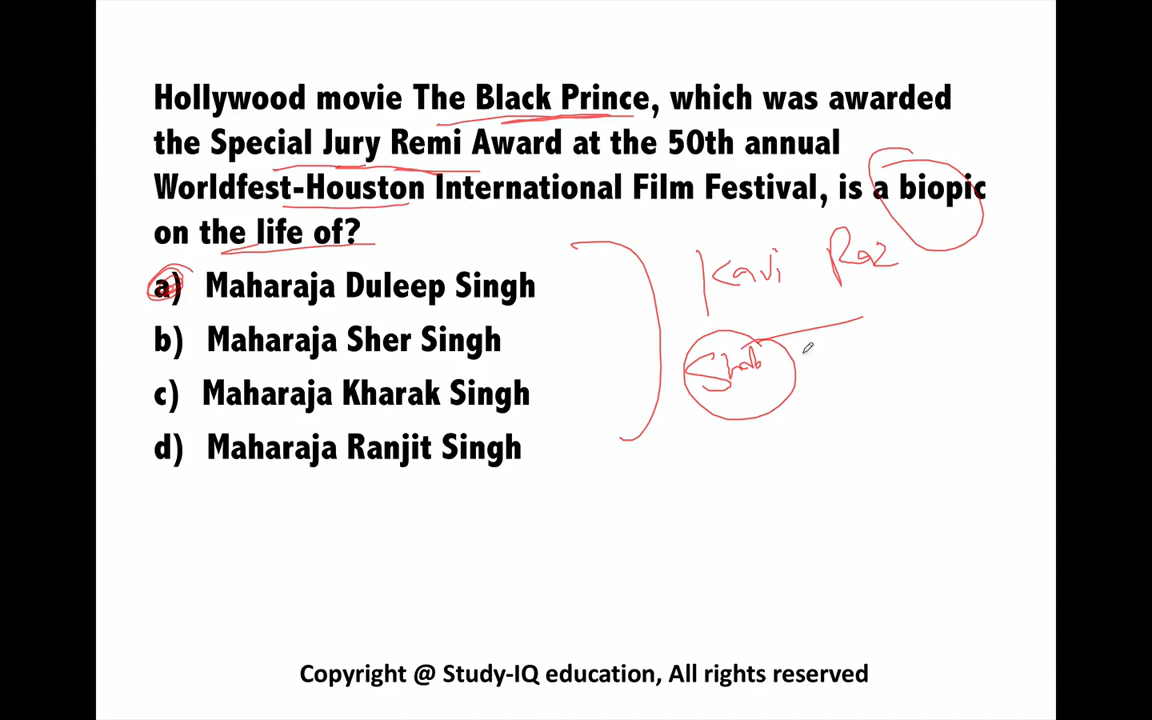 Hollywood movie The Black Prince, which was awarded
the Special Jury Remi Award at the 50th annual
Worldfest-Houston International Film Festival, is a biopic
on the life of?
a) Maharaja Duleep Singh
b) Maharaja Sher Singh
c) Maharaja Kharak Singh
d) Maharaja Ranjit Singh
Kavi Raz
Copyright @ Study-IQ education, All rights reserved